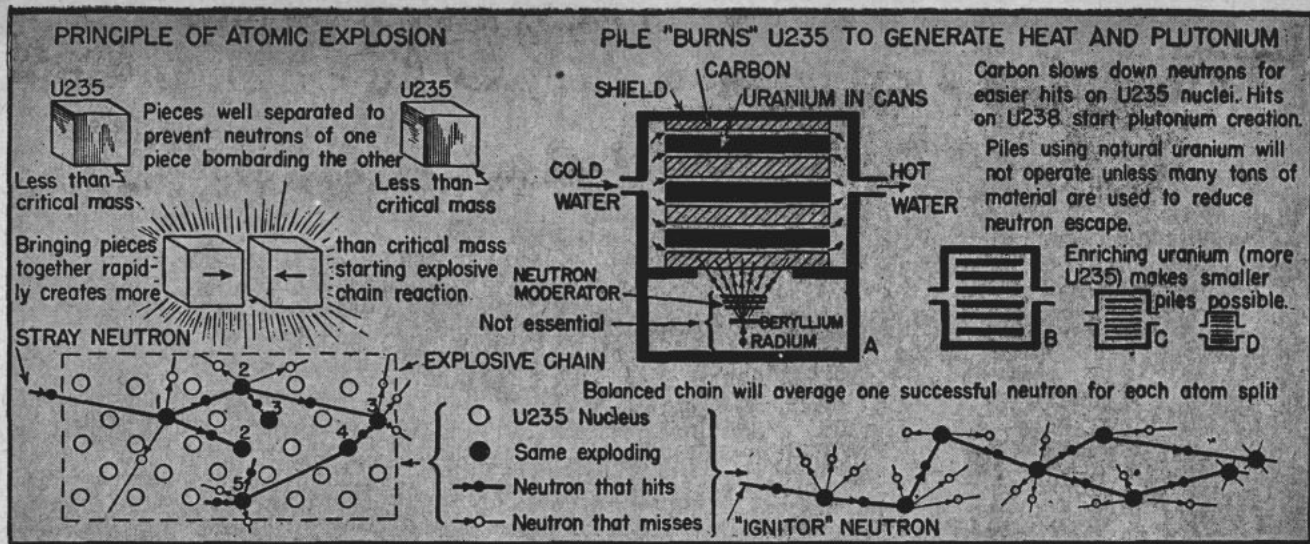 PRINCIPLE OF ATOMIC EXPLOSION
U235
Pieces well separated to
prevent neutrons of one
piece bombarding the other
U235
Less than
critical mass
Less than
critical mass
Bringing pieces
together rapid-
ly creates more
than critical mass
starting explosive
chain reaction.
STRAY NEUTRON
EXPLOSIVE CHAIN
1
2
2
3
3
4
5
U235 Nucleus
Same exploding
Neutron that hits
Neutron that misses
PILE "BURNS" U235 TO GENERATE HEAT AND PLUTONIUM
CARBON
SHIELD
URANIUM IN CANS
COLD
WATER
HOT
WATER
NEUTRON
MODERATOR
Not essential
BERYLLIUM
RADIUM
A
Carbon slows down neutrons for
easier hits on U235 nuclei. Hits
on U238 start plutonium creation.
Piles using natural uranium will
not operate unless many tons of
material are used to reduce
neutron escape.
Enriching uranium (more
U235) makes smaller
piles possible.
B
C
D
Balanced chain will average one successful neutron for each atom split
"IGNITOR" NEUTRON